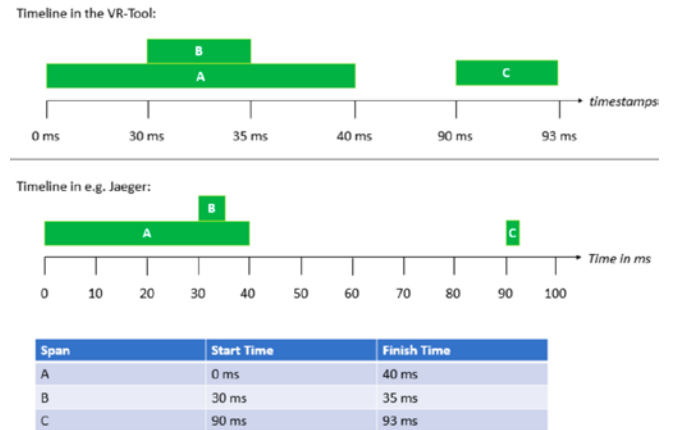 Timeline in the VR-Tool:
B
A
C
timestamps
0 ms 30 ms 35 ms 40 ms 90 ms 93 ms
Timeline in e.g. Jaeger:
B
A
C
Time in ms
0 10 20 30 40 50 60 70 80 90 100
Span Start Time Finish Time
A 0 ms 40 ms
B 30 ms 35 ms
C 90 ms 93 ms